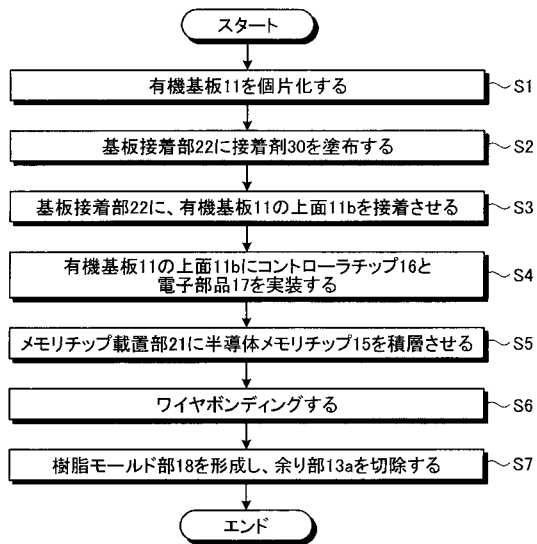 スタート
有機基板11を個片化する
S1
基板接着部22に接着剤30を塗布する
S2
基板接着部22に、有機基板11の上面11bを接着させる
S3
有機基板11の上面11bにコントローラチップ16と
電子部品17を実装する
S4
メモリチップ載置部21に半導体メモリチップ15を積層させる
S5
ワイヤボンディングする
S6
樹脂モールド部18を形成し、余り部13aを切除する
S7
エンド